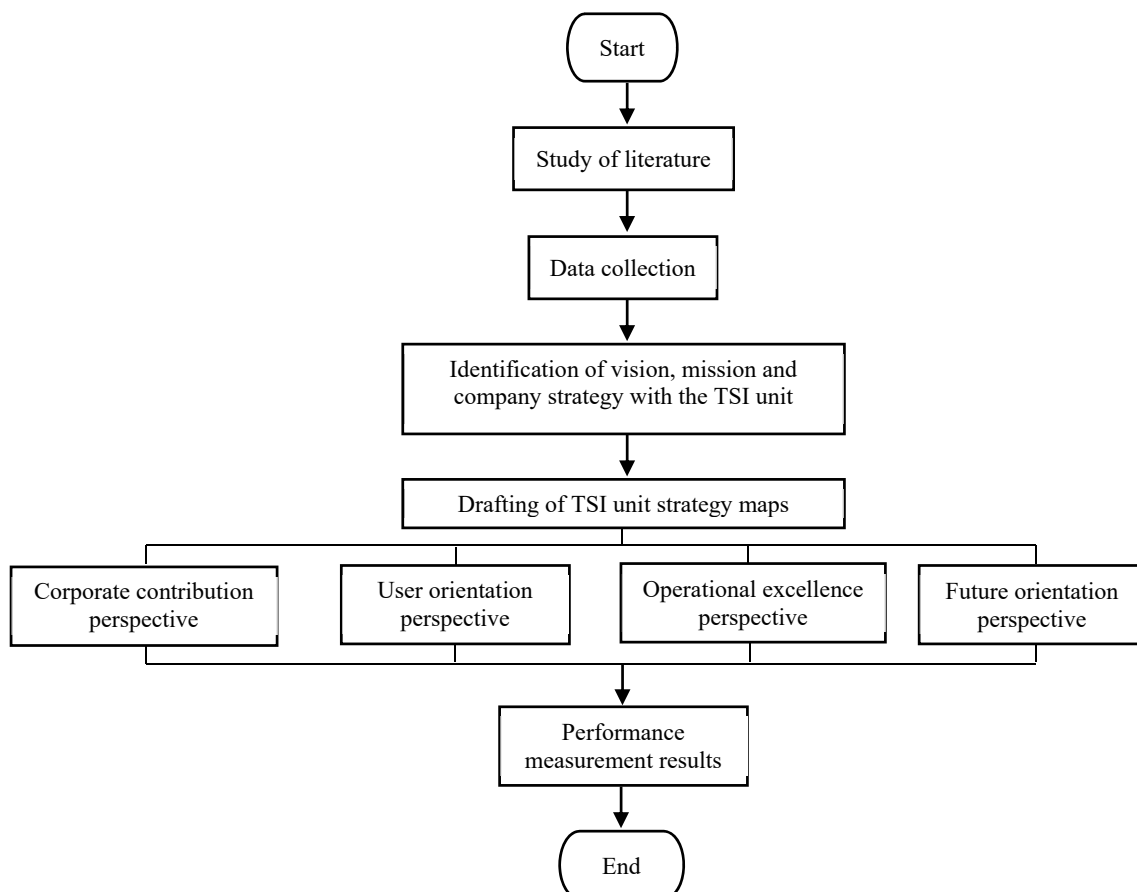 Start
Study of literature
Data collection
Identification of vision, mission and
company strategy with the TSI unit
Drafting of TSI unit strategy maps
Corporate contribution
perspective
User orientation
perspective
Operational excellence
perspective
Future orientation
perspective
Performance
measurement results
End